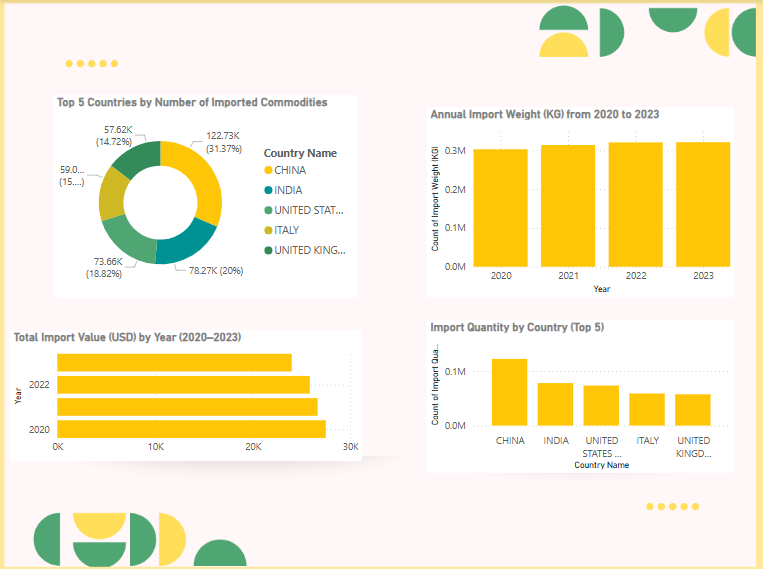 Top 5 Countries by Number of Imported Commodities
57.62K
(14.72%)
122.73K
(31.37%)
59.0...
(15....)
73.66K
(18.82%)
78.27K (20%)
Country Name
CHINA
INDIA
UNITED STAT...
ITALY
UNITED KING...
Annual Import Weight (KG) from 2020 to 2023
Count of Import Weight (KG)
0.3M
0.2M
0.1M
0.0M
2020 2021 2022 2023
Year
Total Import Value (USD) by Year (2020–2023)
Year
2022
2020
0K 10K 20K 30K
Import Quantity by Country (Top 5)
Count of Import Qua...
0.1M
0.0M
CHINA INDIA UNITED ITALY UNITED
STATES ... KINGD...
Country Name